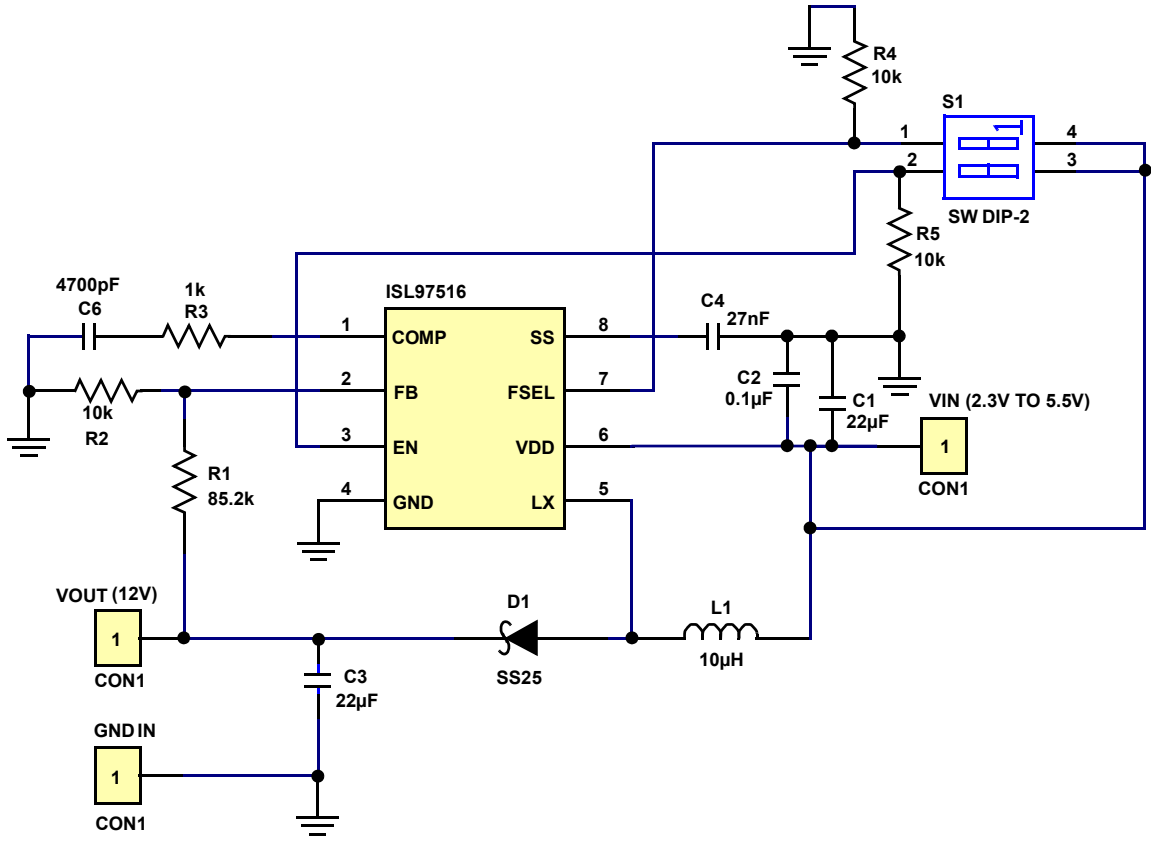 R4
10k
S1
1
4
2
3
1
SW DIP-2
R5
10k
4700pF
C6
1k
R3
ISL97516
C4
27nF
1
COMP
SS
8
2
FB
FSEL
7
3
EN
VDD
6
4
GND
LX
5
10k
R2
C2
0.1µF
C1
22µF
VIN (2.3V TO 5.5V)
1
CON1
R1
85.2k
VOUT (12V)
1
CON1
D1
SS25
L1
10µH
C3
22µF
GND IN
1
CON1